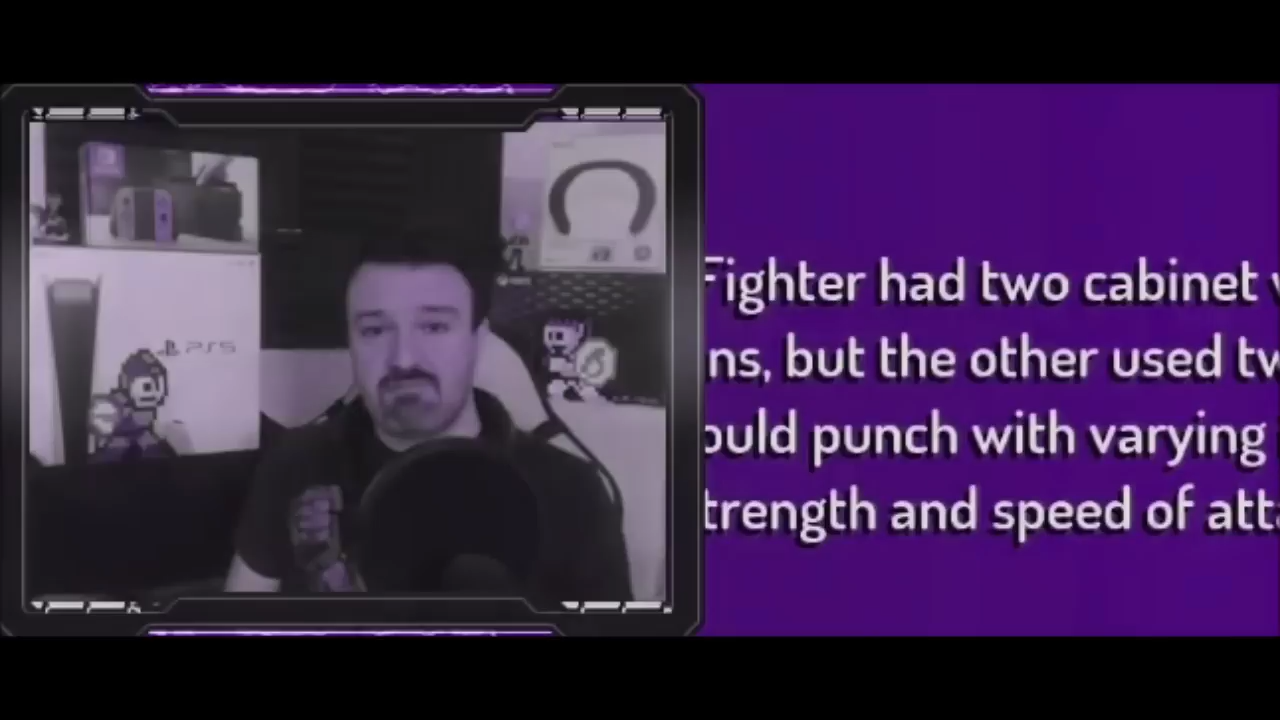 PS5
Fighter had two cabinet
ns, but the other used tw
ould punch with varying
trength and speed of att